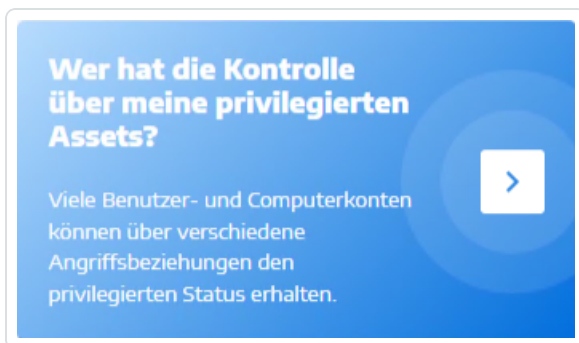 Wer hat die Kontrolle
über meine privilegierten
Assets?
Viele Benutzer- und Computerkonten
können über verschiedene
Angriffsbeziehungen den
privilegierten Status erhalten.